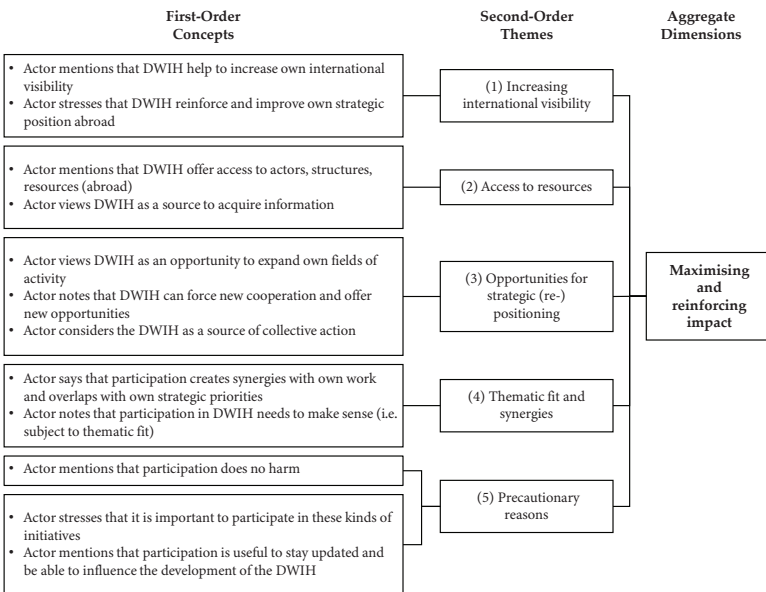 First-Order
Concepts
Second-Order
Themes
Aggregate
Dimensions
• Actor mentions that DWIH help to increase own international
visibility
• Actor stresses that DWIH reinforce and improve own strategic
position abroad
(1) Increasing
international visibility
• Actor mentions that DWIH offer access to actors, structures,
resources (abroad)
• Actor views DWIH as a source to acquire information
(2) Access to resources
• Actor views DWIH as an opportunity to expand own fields of
activity
• Actor notes that DWIH can force new cooperation and offer
new opportunities
• Actor considers the DWIH as a source of collective action
(3) Opportunities for
strategic (re-)
positioning
Maximising
and
reinforcing
impact
• Actor says that participation creates synergies with own work
and overlaps with own strategic priorities
• Actor notes that participation in DWIH needs to make sense (i.e.
subject to thematic fit)
(4) Thematic fit and
synergies
• Actor mentions that participation does no harm
• Actor stresses that it is important to participate in these kinds of
initiatives
• Actor mentions that participation is useful to stay updated and
be able to influence the development of the DWIH
(5) Precautionary
reasons